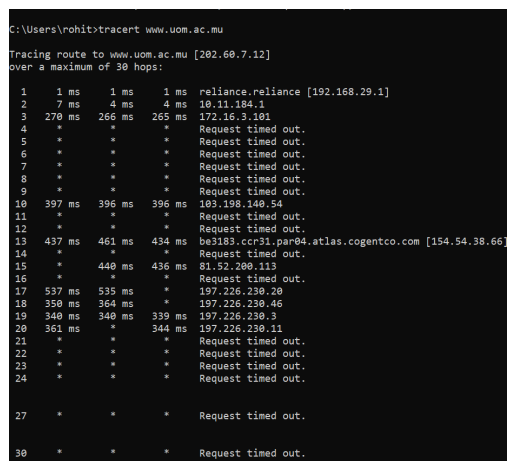 C:\Users\rohit>tracert www.uom.ac.mu
Tracing route to www.uom.ac.mu [202.60.7.12]
over a maximum of 30 hops:
1 1 ms 1 ms 1 ms reliance.reliance [192.168.29.1]
2 7 ms 4 ms 4 ms 10.11.184.1
3 270 ms 266 ms 265 ms 172.16.3.101
4 * * * Request timed out.
5 * * * Request timed out.
6 * * * Request timed out.
7 * * * Request timed out.
8 * * * Request timed out.
9 * * * Request timed out.
10 397 ms 396 ms 396 ms 103.198.140.54
11 * * * Request timed out.
12 * * * Request timed out.
13 437 ms 461 ms 434 ms be3183.ccr31.par04.atlas.cogentco.com [154.54.38.66]
14 * * * Request timed out.
15 * 440 ms 436 ms 81.52.200.113
16 * * * Request timed out.
17 537 ms 535 ms * 197.226.230.20
18 350 ms 364 ms * 197.226.230.46
19 340 ms 340 ms 339 ms 197.226.230.3
20 361 ms * 344 ms 197.226.230.11
21 * * * Request timed out.
22 * * * Request timed out.
23 * * * Request timed out.
24 * * * Request timed out.
27 * * * Request timed out.
30 * * * Request timed out.